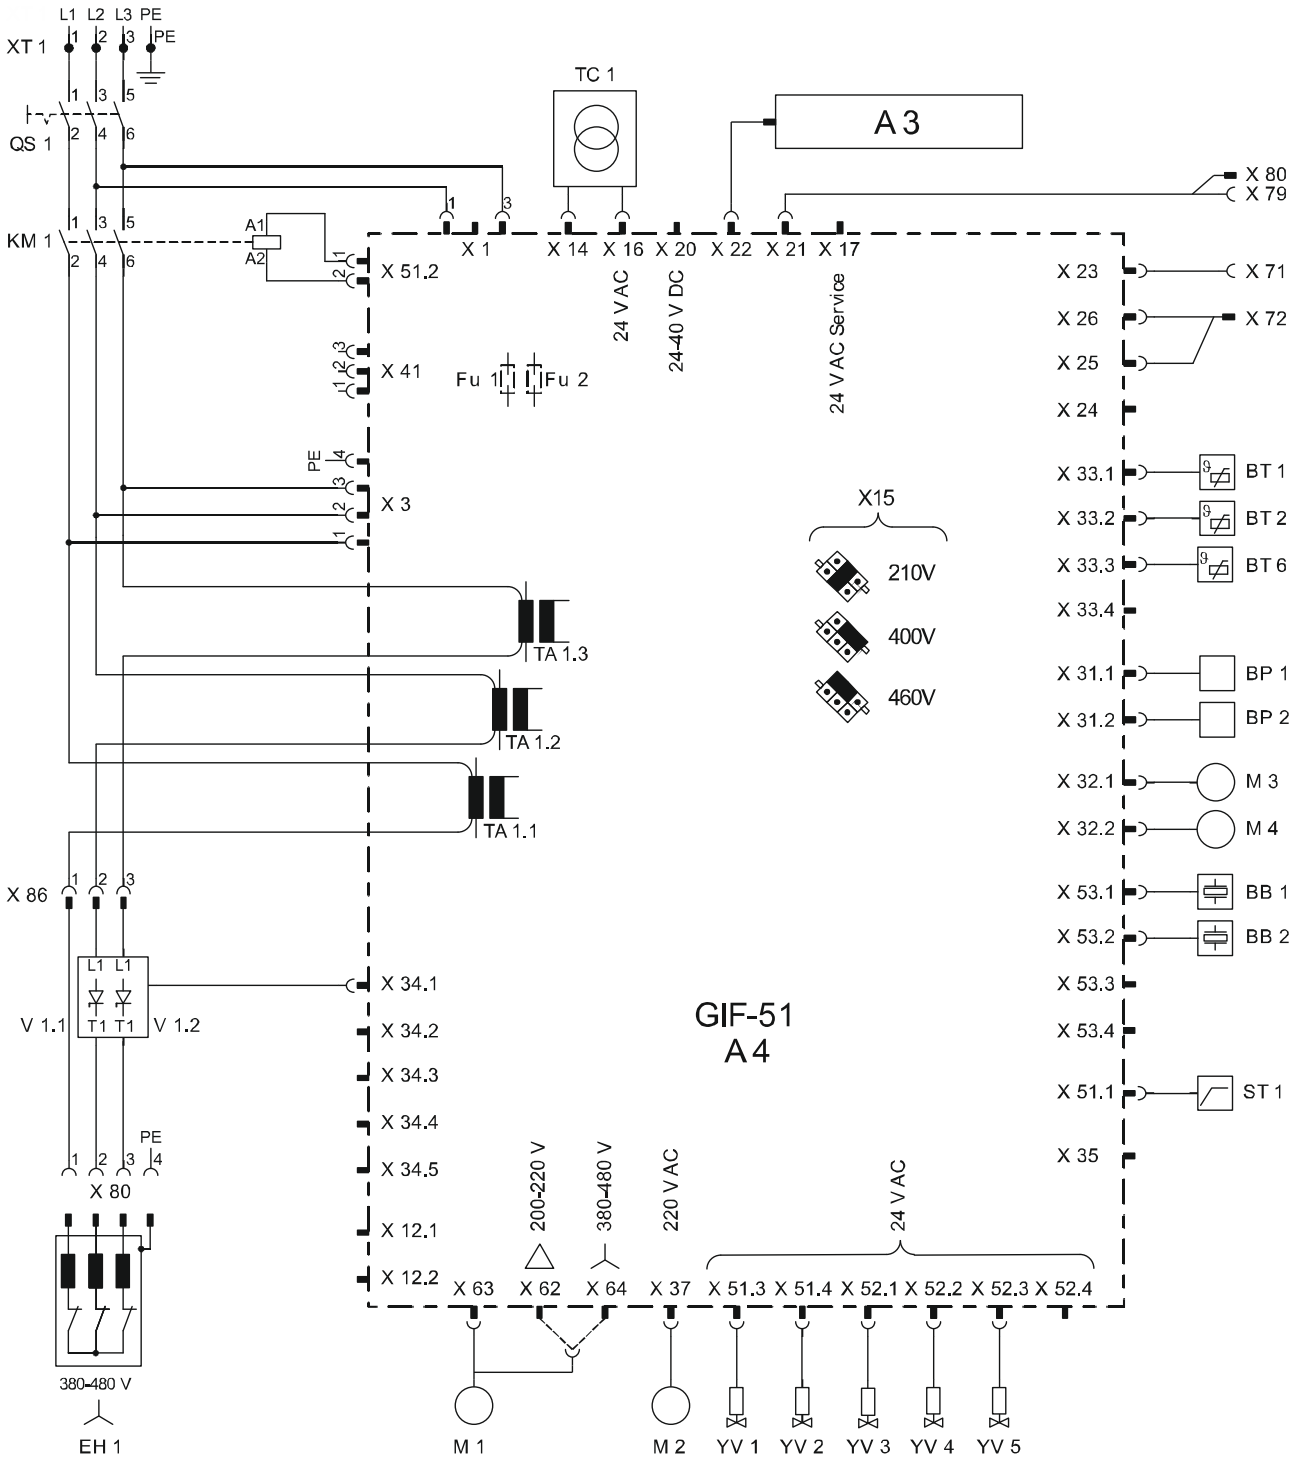 L1 L2 L3 PE
XT 1 1 2 3 PE
1 3 5
QS 1 2 4 6
TC 1
A 3
X 80
X 79
1 3
1 3 5
KM 1 2 4 6
A1
A2
1
2
X 51.2
X 1 X 14 X 16 X 20 X 22 X 21 X 17
24 V AC
24-40 V DC
24 V AC Service
X 23 X 71
X 26 X 72
X 25
X 24
3
2
1
X 41
Fu 1 Fu 2
PE 4
3
2
1
X 3
X15
210V
400V
460V
X 33.1 ϑ BT 1
X 33.2 ϑ BT 2
X 33.3 ϑ BT 6
X 33.4
TA 1.3
TA 1.2
TA 1.1
X 31.1 BP 1
X 31.2 BP 2
X 32.1 M 3
X 32.2 M 4
X 86 1 2 3
X 53.1 BB 1
X 53.2 BB 2
X 53.3
X 53.4
L1 L1
V 1.1 T1 T1 V 1.2
X 34.1
X 34.2
X 34.3
X 34.4
X 34.5
X 12.1
X 12.2
GIF-51
A 4
X 51.1 ST 1
X 35
PE
1 2 3 4
X 80
200-220 V
380-480 V
220 V AC
24 V AC
X 63 X 62 X 64 X 37 X 51.3 X 51.4 X 52.1 X 52.2 X 52.3 X 52.4
380-480 V
EH 1
M 1 M 2 YV 1 YV 2 YV 3 YV 4 YV 5